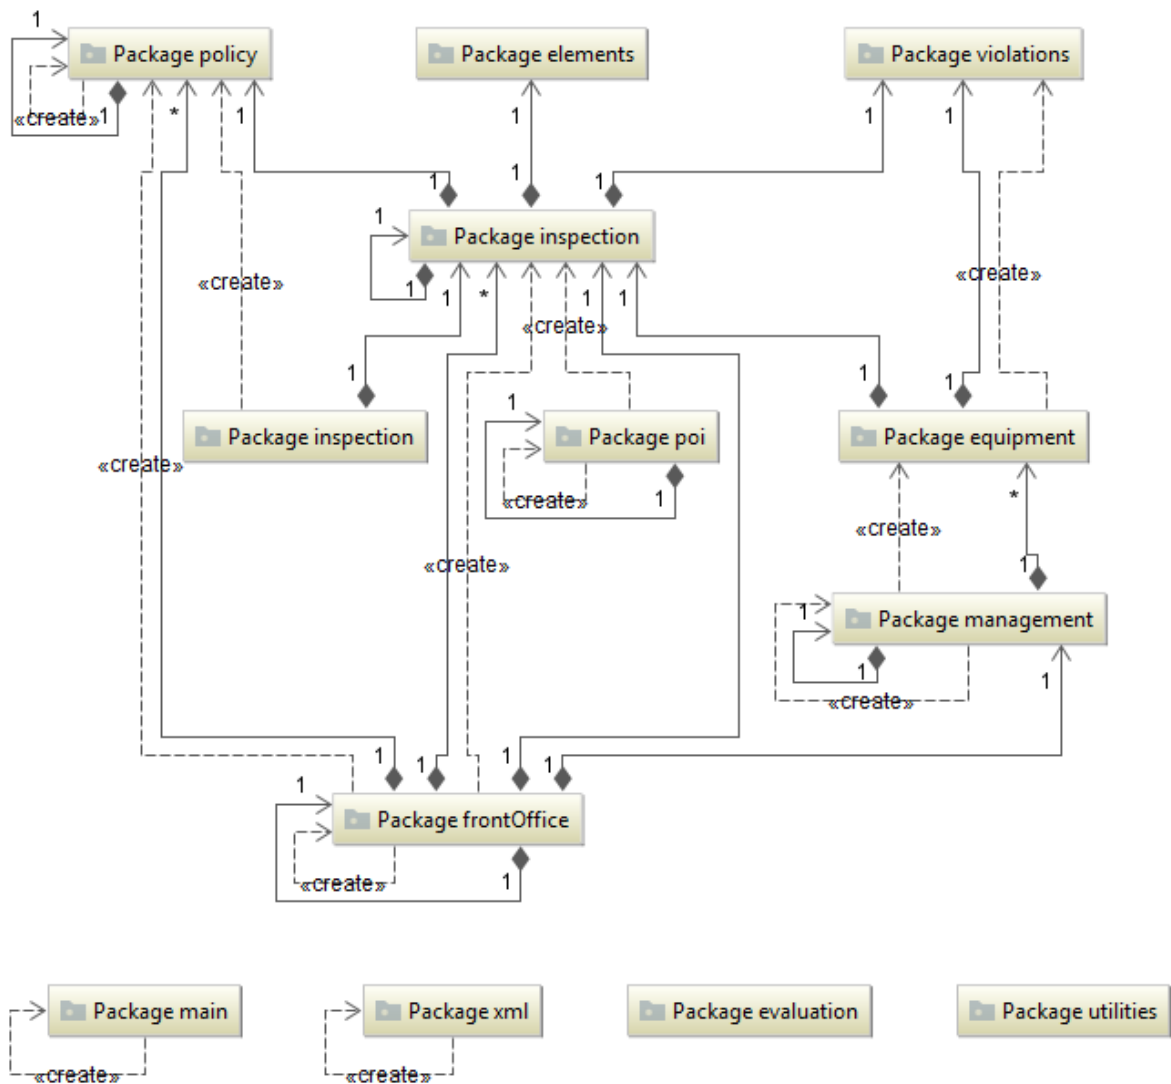 1
Package policy
Package elements
Package violations
«create»
1
*
1
1
1
1
1
1
1
1
Package inspection
1
«create»
«create»
1
1
*
«create»
1
1
1
1
1
1
Package inspection
Package poi
Package equipment
«create»
1
*
«create»
«create»
«create»
1
1
Package management
1
1
«create»
1
1
1
1
1
Package frontOffice
«create»
1
Package main
Package xml
Package evaluation
Package utilities
«create»
«create»